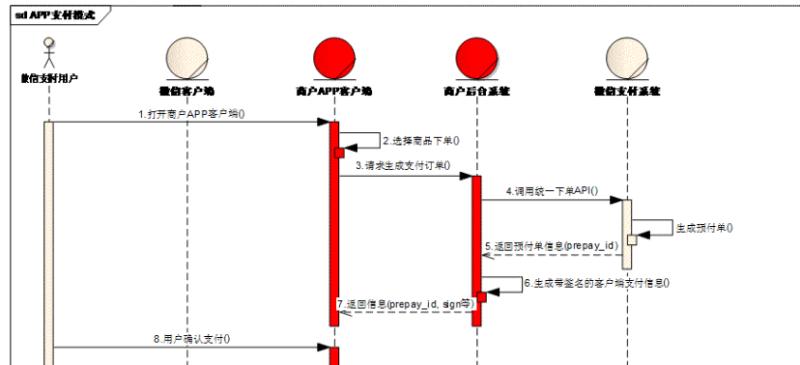 sd APP支付模式
微信支付用户
微信客户端
商户APP客户端
商户后台系统
微信支付系统
1.打开商户APP客户端()
2.选择商品下单()
3.请求生成支付订单()
4.调用统一下单API()
生成预付单()
5.返回预付单信息(prepay_id)
6.生成带签名的客户端支付信息()
7.返回信息(prepay_id, sign等)
8.用户确认支付()